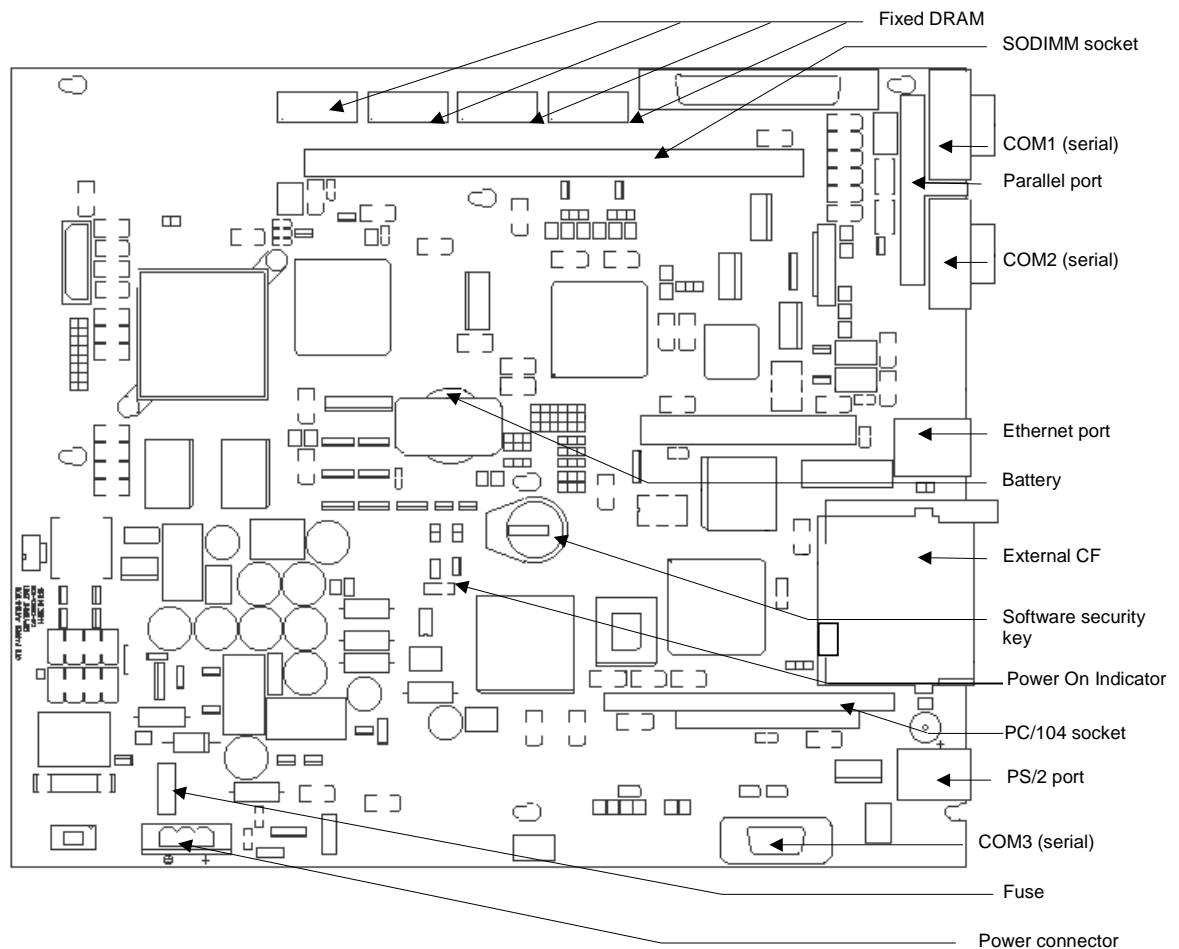 Fixed DRAM
SODIMM socket
COM1 (serial)
Parallel port
COM2 (serial)
Ethernet port
Battery
External CF
Software security
key
Power On Indicator
PC/104 socket
PS/2 port
COM3 (serial)
Fuse
Power connector